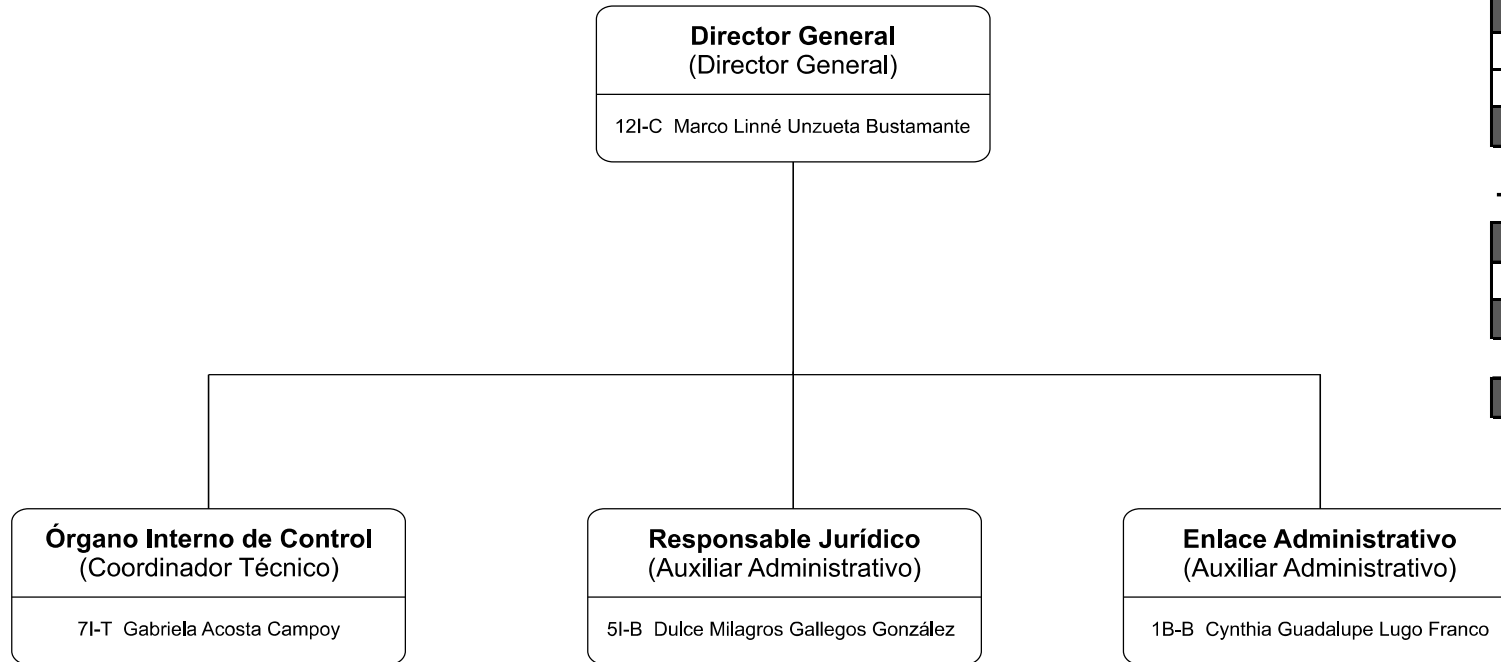 Director General
(Director General)
12I-C Marco Linné Unzueta Bustamante
Órgano Interno de Control
(Coordinador Técnico)
7I-T Gabriela Acosta Campoy
Responsable Jurídico
(Auxiliar Administrativo)
5I-B Dulce Milagros Gallegos González
Enlace Administrativo
(Auxiliar Administrativo)
1B-B Cynthia Guadalupe Lugo Franco